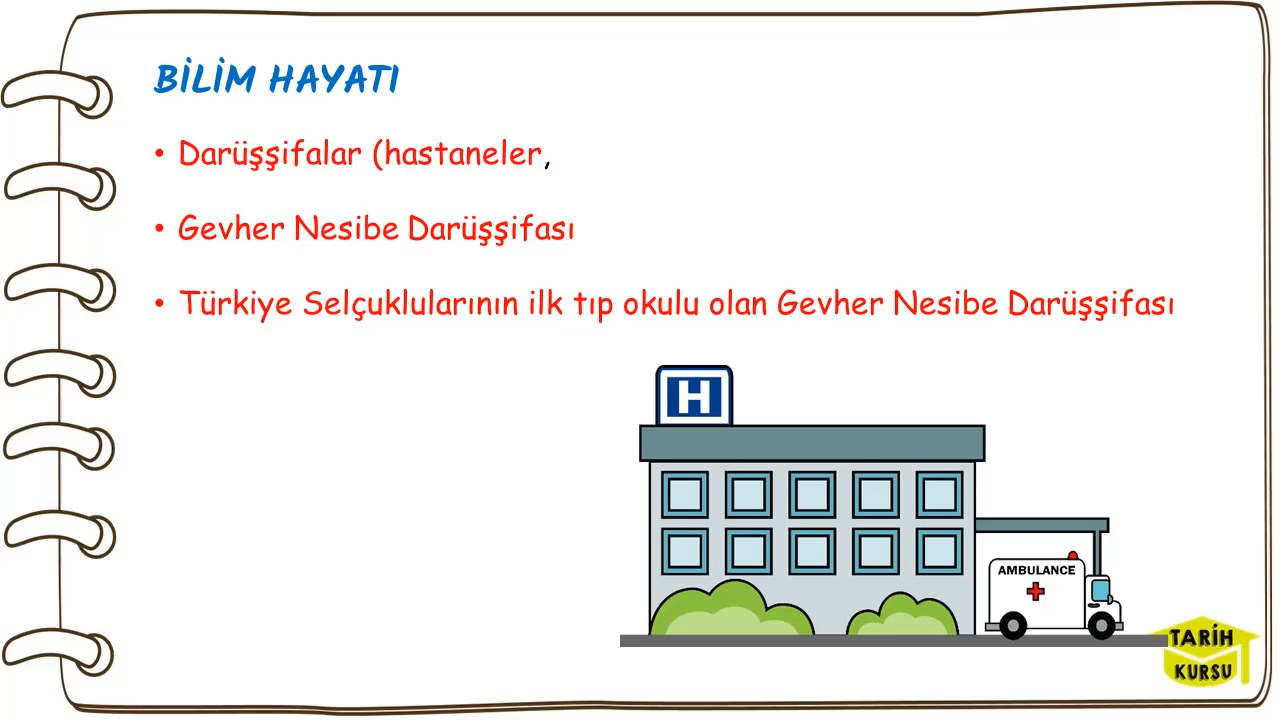 BİLİM HAYATI
• Darüşşifalar (hastaneler,
• Gevher Nesibe Darüşşifası
• Türkiye Selçuklularının ilk tıp okulu olan Gevher Nesibe Darüşşifası
H
AMBULANCE
TARİH
KURSU